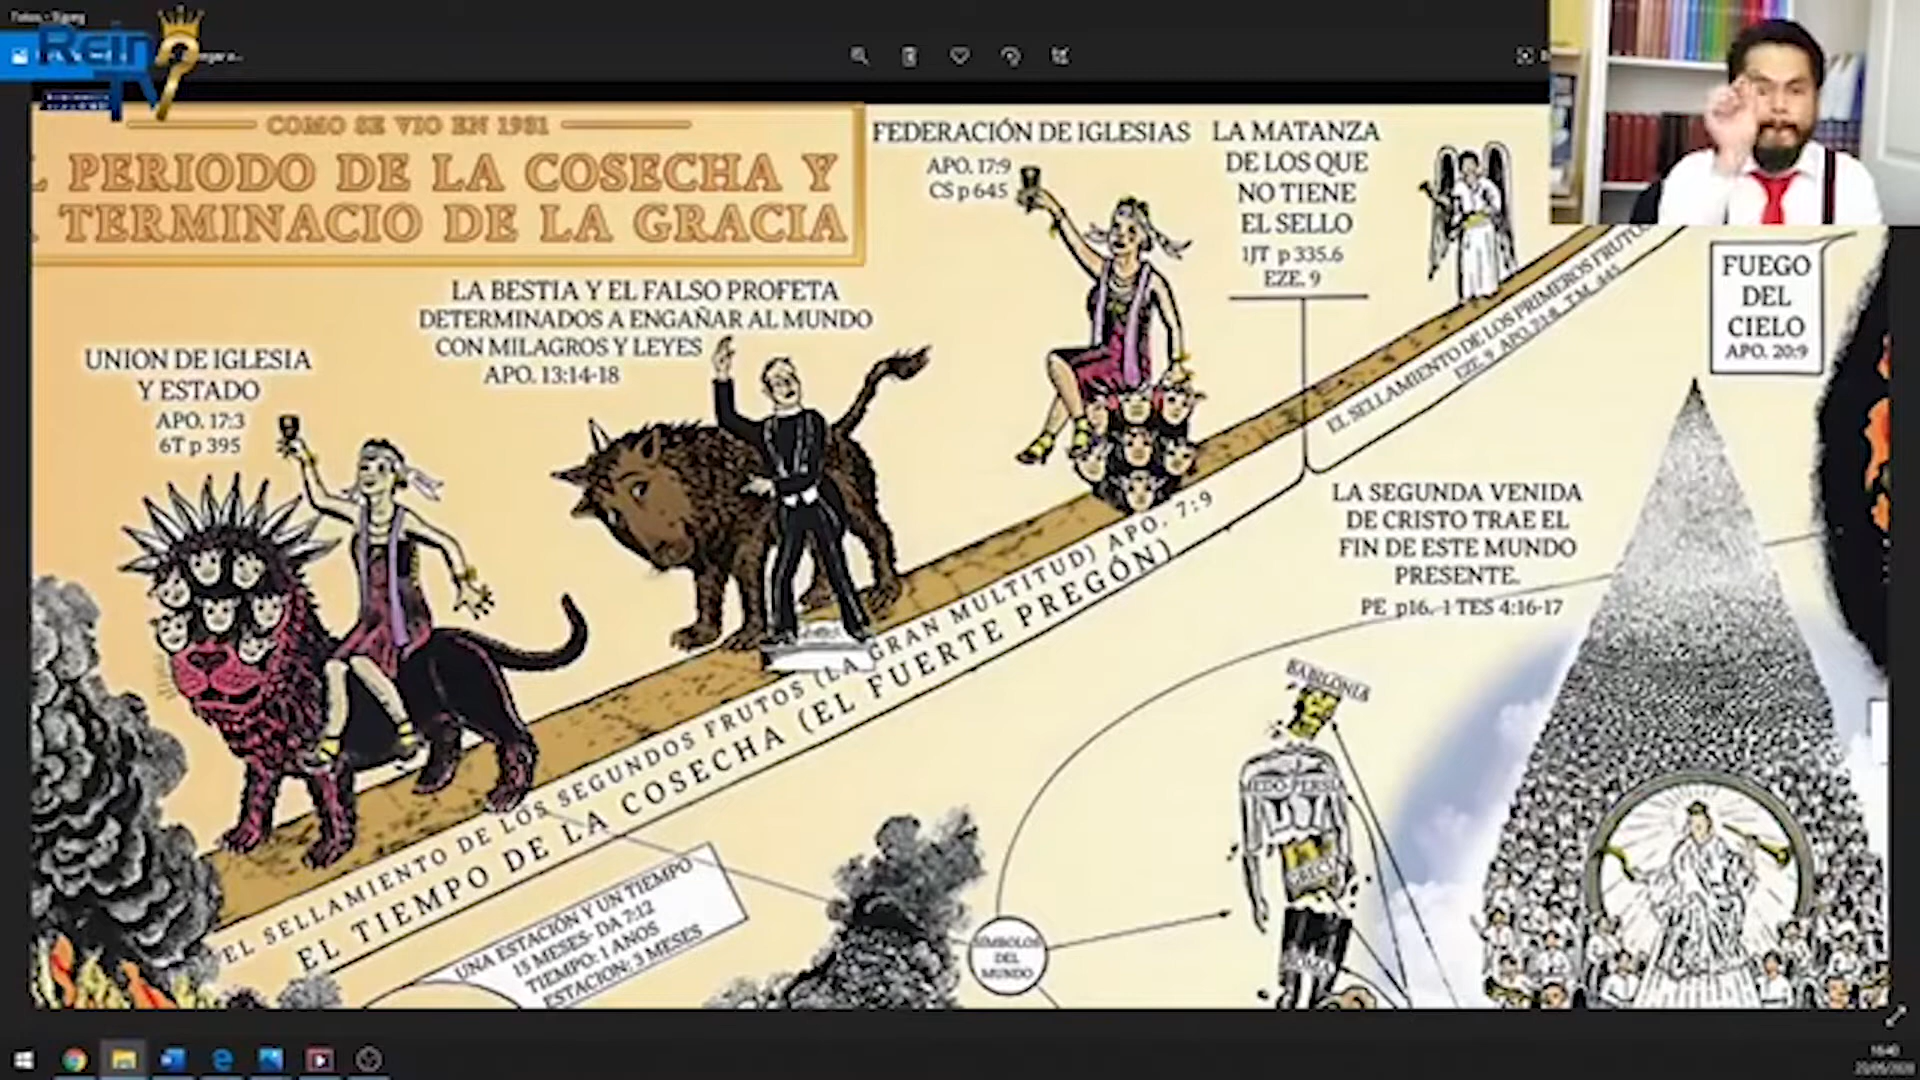 COMO SE VIO EN 1931
PERIODO DE LA COSECHA Y
TERMINACIO DE LA GRACIA
FEDERACIÓN DE IGLESIAS
APO. 17:9
CS p 645
LA MATANZA
DE LOS QUE
NO TIENE
EL SELLO
1JT p 335.6
EZE. 9
LA BESTIA Y EL FALSO PROFETA
DETERMINADOS A ENGAÑAR AL MUNDO
CON MILAGROS Y LEYES
APO. 13:14-18
UNION DE IGLESIA
Y ESTADO
APO. 17:3
6T p 395
FUEGO
DEL
CIELO
APO. 20:9
EL SELLAMIENTO DE LOS PRIMEROS FRUTOS
LA SEGUNDA VENIDA
DE CRISTO TRAE EL
FIN DE ESTE MUNDO
PRESENTE.
PE p16. 1 TES 4:16-17
EL SELLAMIENTO DE LOS SEGUNDOS FRUTOS (LA GRAN MULTITUD) APO. 7:9
EL TIEMPO DE LA COSECHA (EL FUERTE PREGÓN)
UNA ESTACIÓN Y UN TIEMPO
15 MESES- DA 7:12
TIEMPO: 1 AÑOS
ESTACION: 3 MESES
BABILONIA
MEDO-PERSIA
GRECIA
SIMBOLOS
DEL
MUNDO